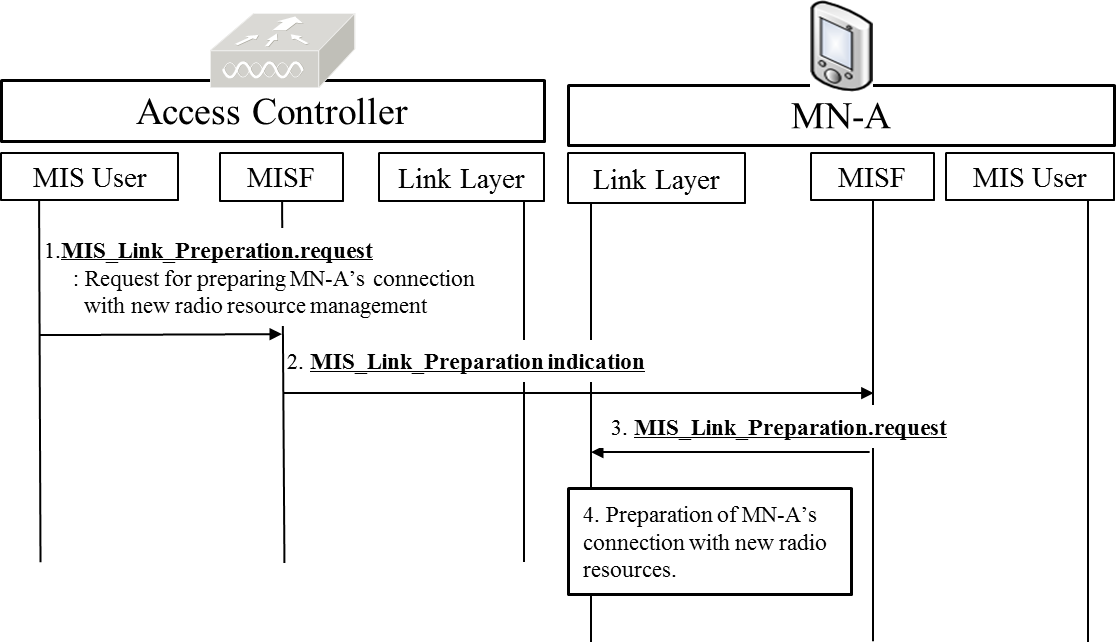 Access Controller
MN-A
MIS User
MISF
Link Layer
Link Layer
MISF
MIS User
1.MIS_Link_Preperation.request
: Request for preparing MN-A’s connection
with new radio resource management
2. MIS_Link_Preparation indication
3. MIS_Link_Preparation.request
4. Preparation of MN-A’s
connection with new radio
resources.